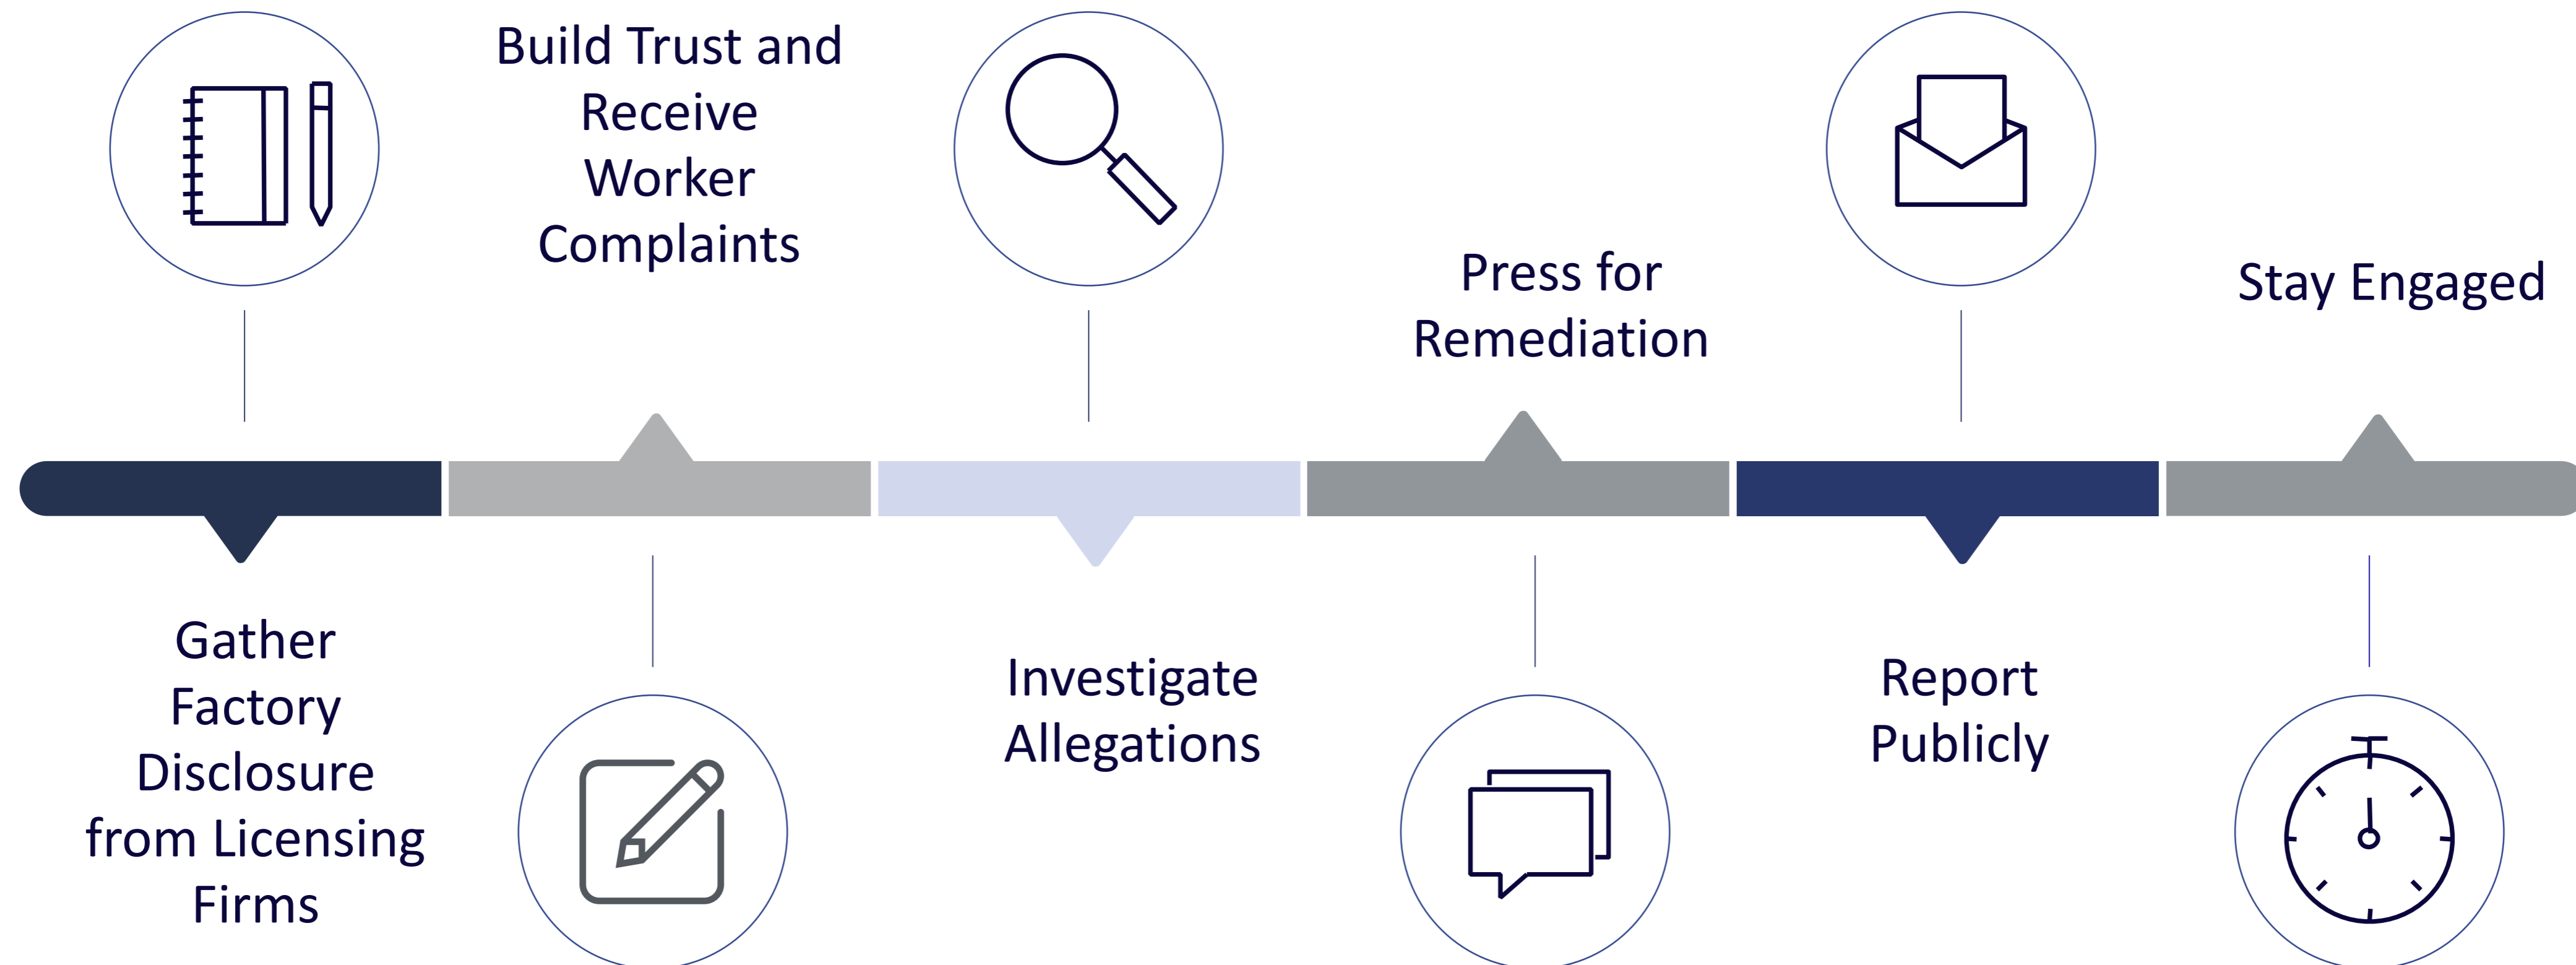 Gather
Factory
Disclosure
from Licensing
Firms
Build Trust and
Receive
Worker
Complaints
Investigate
Allegations
Press for
Remediation
Report
Publicly
Stay Engaged